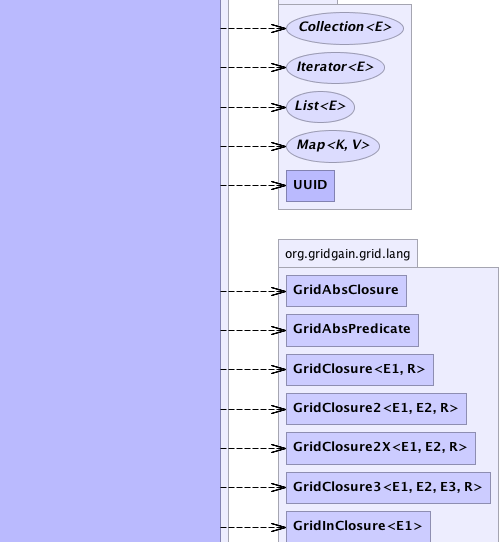 Collection<E>
Iterator<E>
List<E>
Map<K, V>
UUID
org.gridgain.grid.lang
GridAbsClosure
GridAbsPredicate
GridClosure<E1, R>
GridClosure2<E1, E2, R>
GridClosure2X<E1, E2, R>
GridClosure3<E1, E2, E3, R>
GridInClosure<E1>